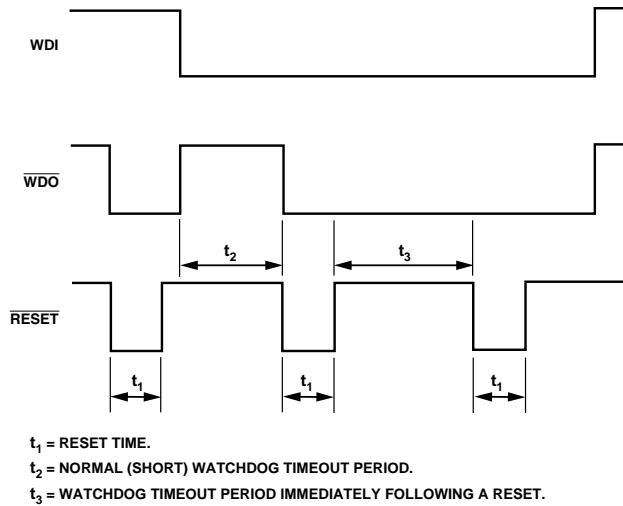 WDI
WDO
t2
t3
RESET
t1
t1
t1
t1 = RESET TIME.
t2 = NORMAL (SHORT) WATCHDOG TIMEOUT PERIOD.
t3 = WATCHDOG TIMEOUT PERIOD IMMEDIATELY FOLLOWING A RESET.